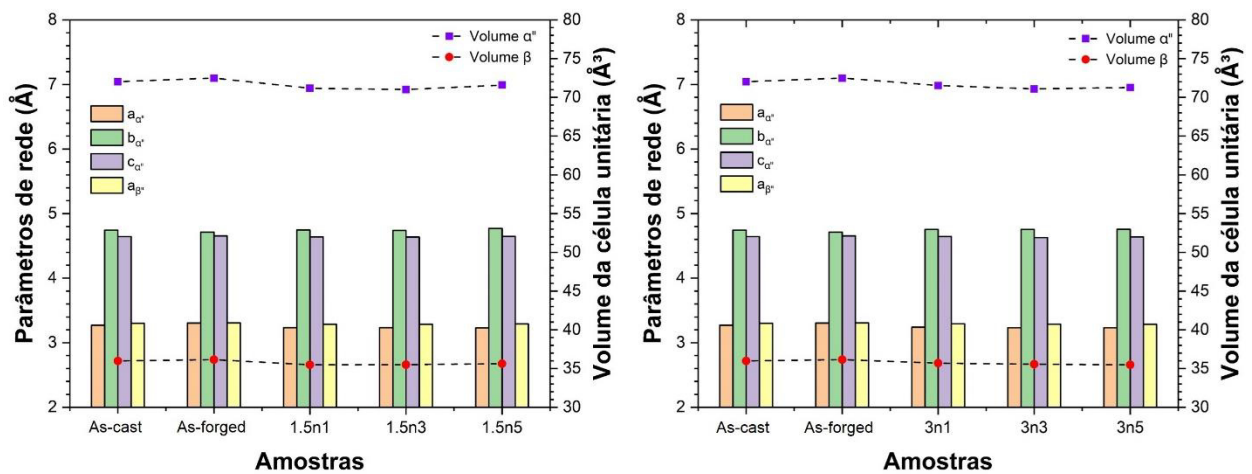 Parâmetros de rede (Å)
8
7
6
5
4
3
2
Volume α"
Volume β
a α"
b α"
c α"
a β"
80
75
70
65
60
55
50
45
40
35
30
Volume da célula unitária (Å³)
As-cast As-forged 1.5n1 1.5n3 1.5n5
Amostras
Parâmetros de rede (Å)
8
7
6
5
4
3
2
Volume α"
Volume β
a α"
b α"
c α"
a β"
80
75
70
65
60
55
50
45
40
35
30
Volume da célula unitária (Å³)
As-cast As-forged 3n1 3n3 3n5
Amostras